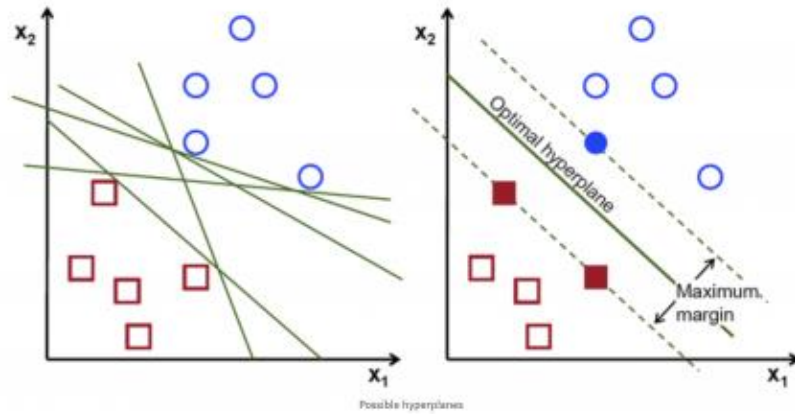 x2
x1
x2
Optimal hyperplane
Maximum
margin
x1
Possible hyperplanes